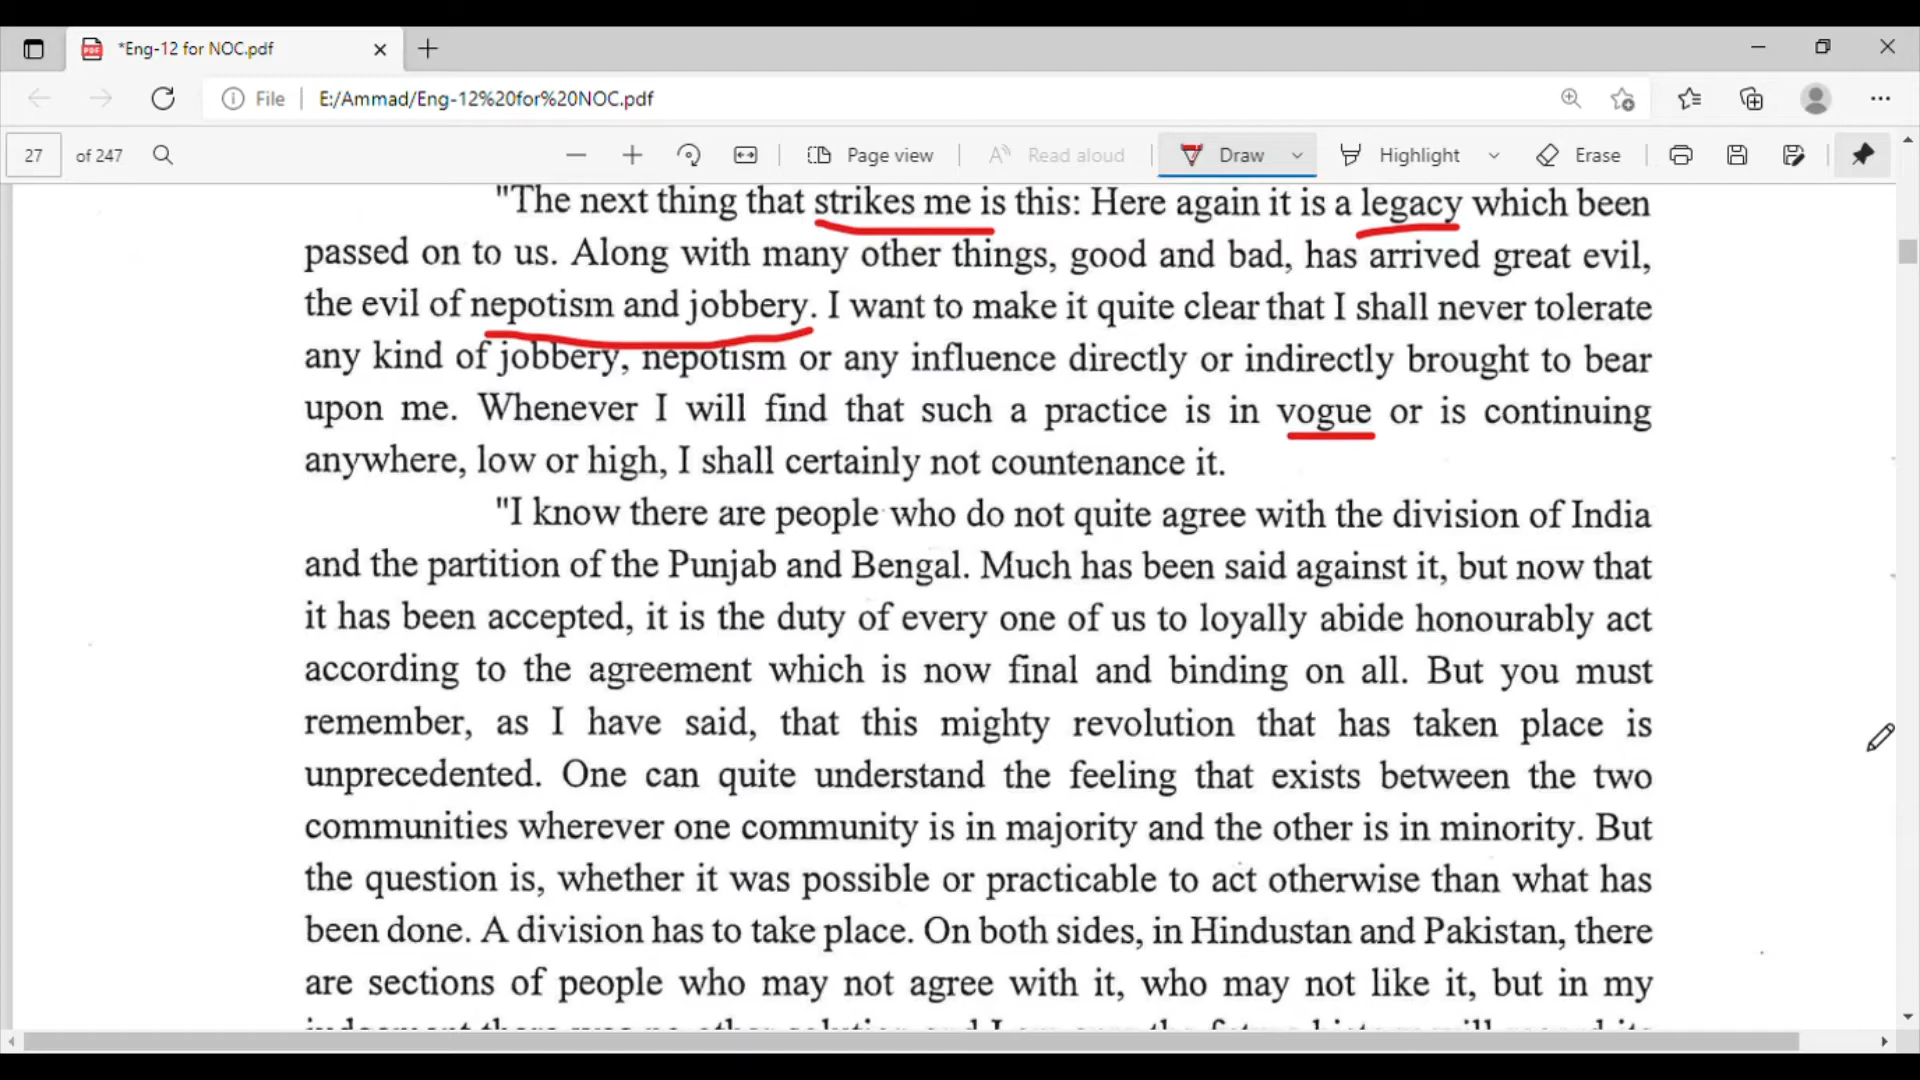 *Eng-12 for NOC.pdf
File E:/Ammad/Eng-12%20for%20NOC.pdf
27 of 247 Page view Read aloud Draw Highlight Erase
"The next thing that strikes me is this: Here again it is a legacy which been
passed on to us. Along with many other things, good and bad, has arrived great evil,
the evil of nepotism and jobbery. I want to make it quite clear that I shall never tolerate
any kind of jobbery, nepotism or any influence directly or indirectly brought to bear
upon me. Whenever I will find that such a practice is in vogue or is continuing
anywhere, low or high, I shall certainly not countenance it.
"I know there are people who do not quite agree with the division of India
and the partition of the Punjab and Bengal. Much has been said against it, but now that
it has been accepted, it is the duty of every one of us to loyally abide honourably act
according to the agreement which is now final and binding on all. But you must
remember, as I have said, that this mighty revolution that has taken place is
unprecedented. One can quite understand the feeling that exists between the two
communities wherever one community is in majority and the other is in minority. But
the question is, whether it was possible or practicable to act otherwise than what has
been done. A division has to take place. On both sides, in Hindustan and Pakistan, there
are sections of people who may not agree with it, who may not like it, but in my